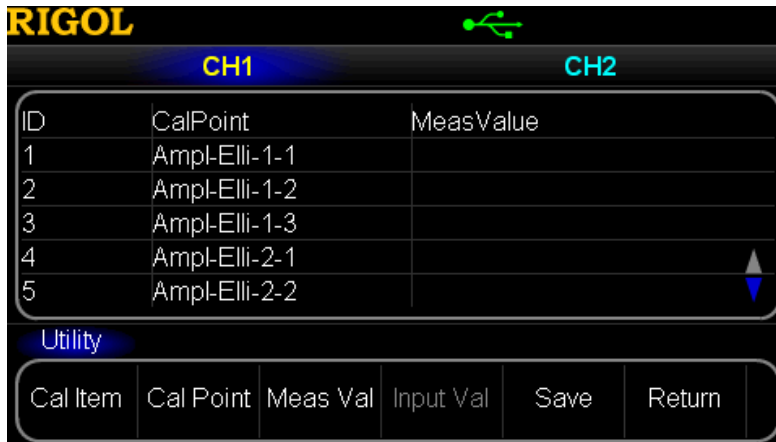 RIGOL
CH1 CH2
ID CalPoint MeasValue
1 Ampl-Elli-1-1
2 Ampl-Elli-1-2
3 Ampl-Elli-1-3
4 Ampl-Elli-2-1
5 Ampl-Elli-2-2
Utility
Cal Item Cal Point Meas Val Input Val Save Return